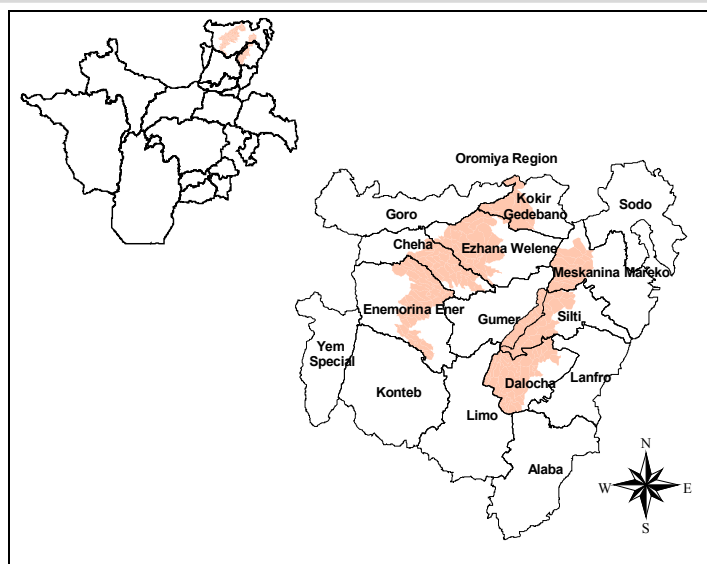 Oromiya Region
Kokir
Gedebano
Sodo
Goro
Cheha
Ezhana Welene
Meskanina Mareko
Enemorina Ener
Gumer
Silti
Yem
Special
Konteb
Dalocha
Lanfro
Limo
Alaba
N
W
E
S